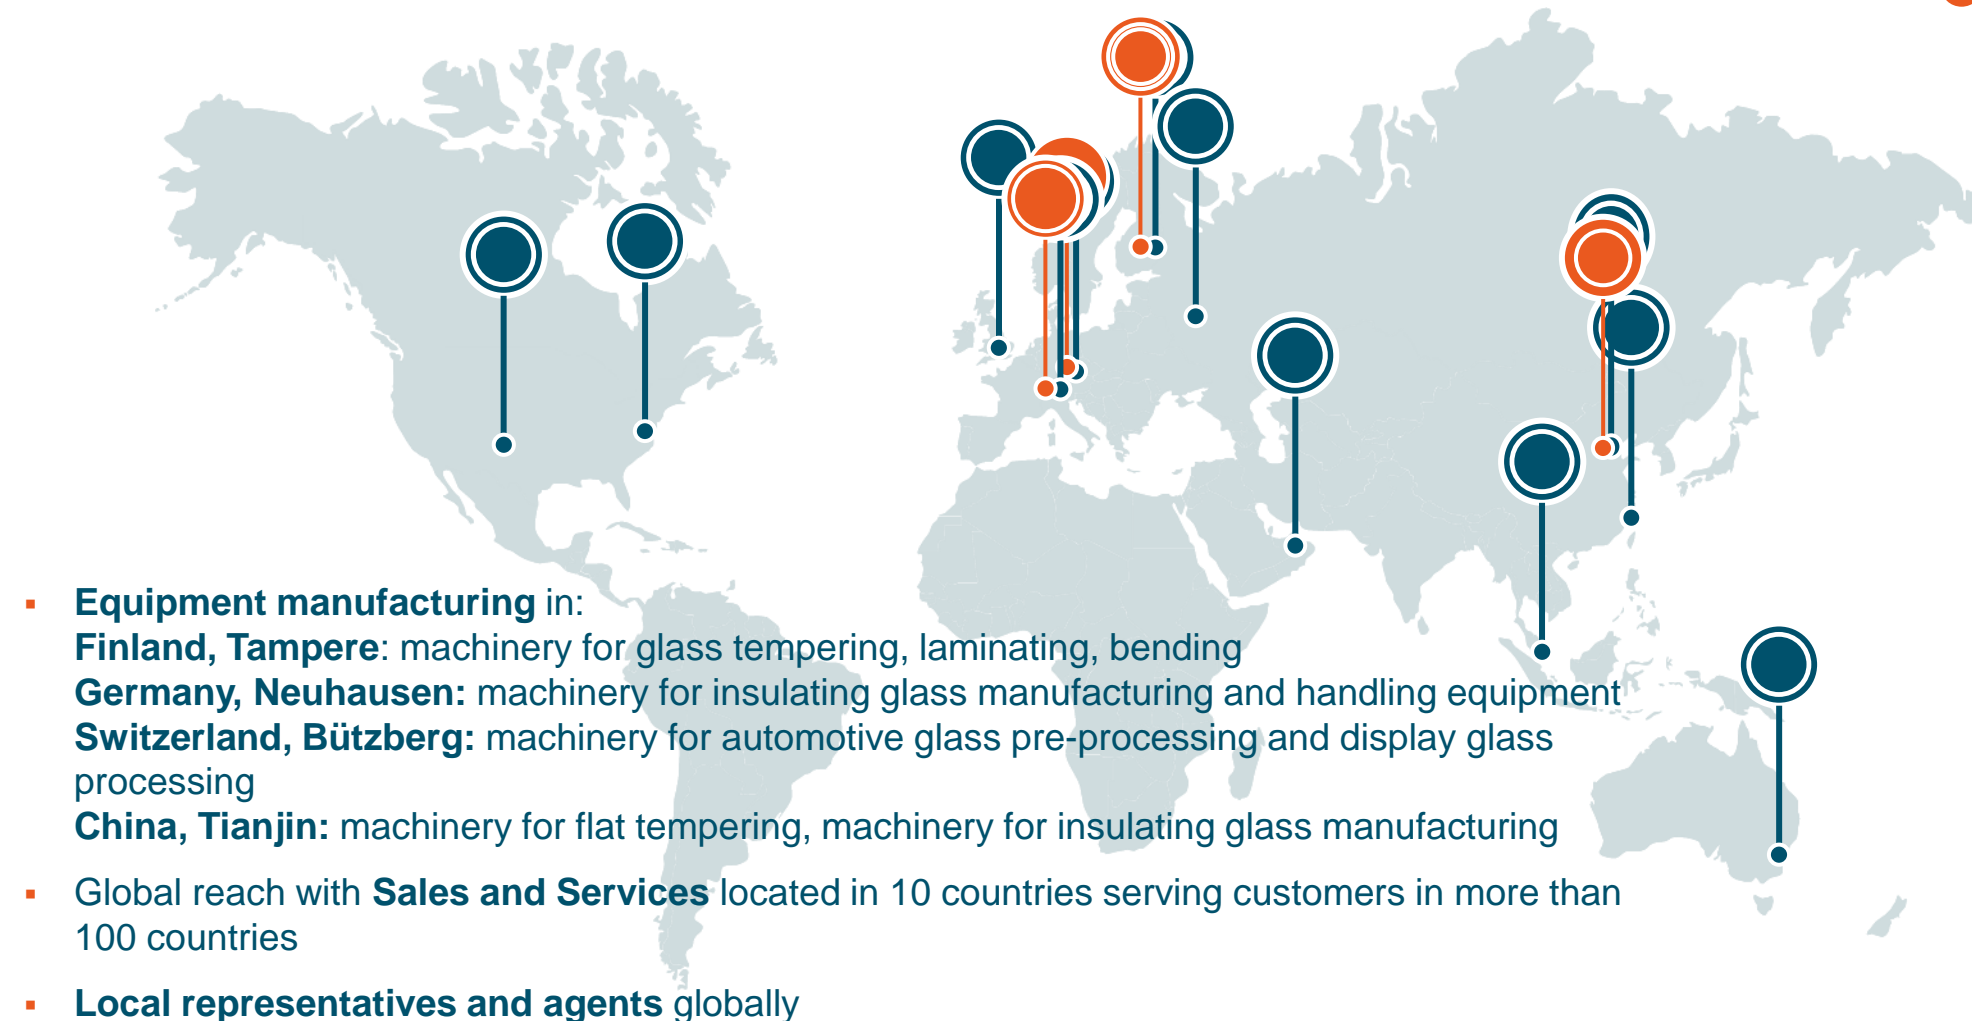 ▪ Equipment manufacturing in:
Finland, Tampere: machinery for glass tempering, laminating, bending
Germany, Neuhausen: machinery for insulating glass manufacturing and handling equipment
Switzerland, Bützberg: machinery for automotive glass pre-processing and display glass
processing
China, Tianjin: machinery for flat tempering, machinery for insulating glass manufacturing
▪ Global reach with Sales and Services located in 10 countries serving customers in more than
100 countries
▪ Local representatives and agents globally